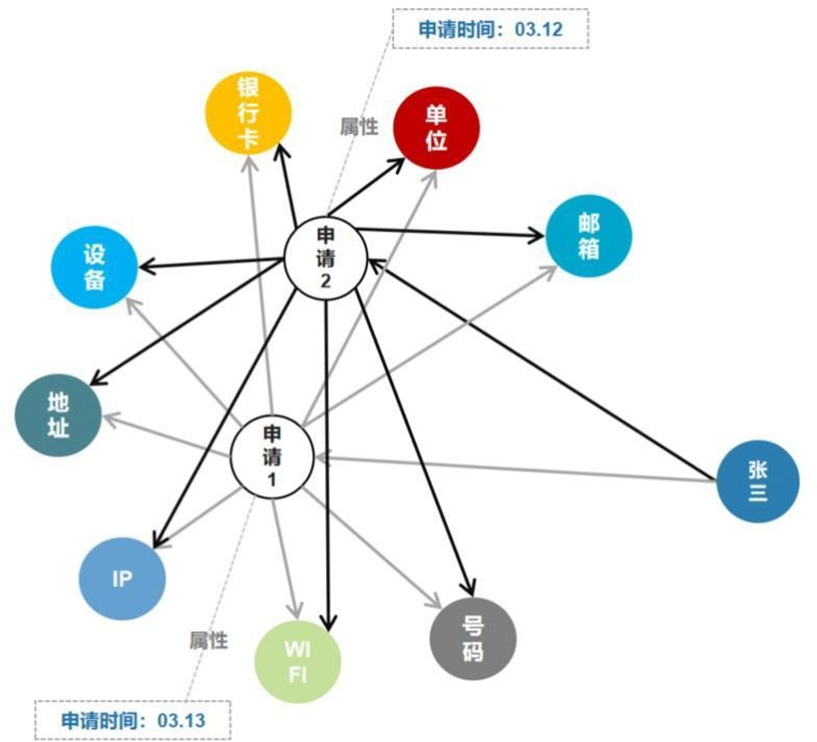 申请时间：03.12
银
行
卡
属性
单
位
邮
箱
申
请
2
设
备
地
址
申
请
1
张
三
IP
WI
FI
号
码
属性
申请时间：03.13